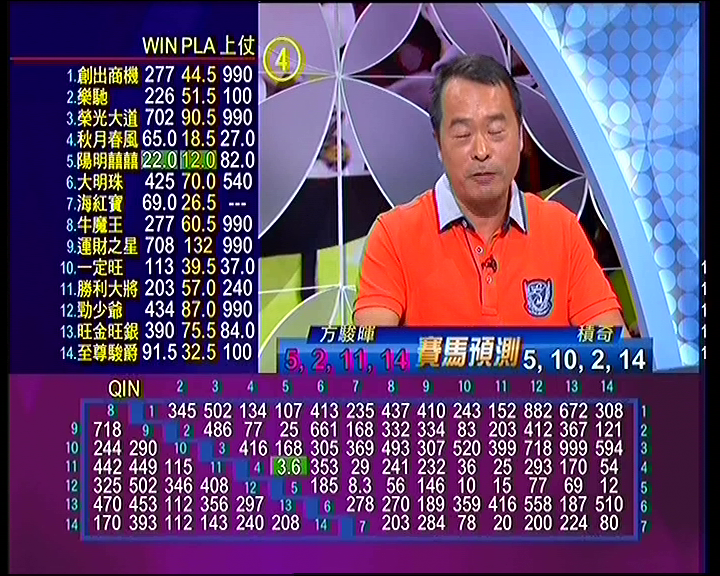 WIN PLA 上仗
1.創出商機 277 44.5 990
2.樂馳 226 51.5 100
3.榮光大道 702 90.5 990
4.秋月春風 65.0 18.5 27.0
5.陽明囍囍 22.0 12.0 82.0
6.大明珠 425 70.0 540
7.海紅寶 69.0 26.5 ---
8.牛魔王 277 60.5 990
9.運財之星 708 132 990
10.一定旺 113 39.5 37.0
11.勝利大將 203 57.0 240
12.勁少爺 434 87.0 990
13.旺金旺銀 390 75.5 84.0
14.至尊駿爵 91.5 32.5 100
4
方駿暉 積奇
5, 2, 11, 14 賽馬預測 5, 10, 2, 14
QIN 2 3 4 5 6 7 8 9 10 11 12 13 14
8 1 345 502 134 107 413 235 437 410 243 152 882 672 308 1
9 718 9 2 486 77 25 661 168 332 334 83 203 412 367 121 2
10 244 290 10 3 416 168 305 369 493 307 520 399 718 999 594 3
11 442 449 115 11 4 3.6 353 29 241 232 36 25 293 170 54 4
12 325 502 346 408 12 5 185 8.3 56 146 10 15 77 69 12 5
13 470 453 112 356 297 13 6 278 270 189 359 416 558 187 510 6
14 170 393 112 143 240 208 14 7 203 284 78 20 200 224 80 7